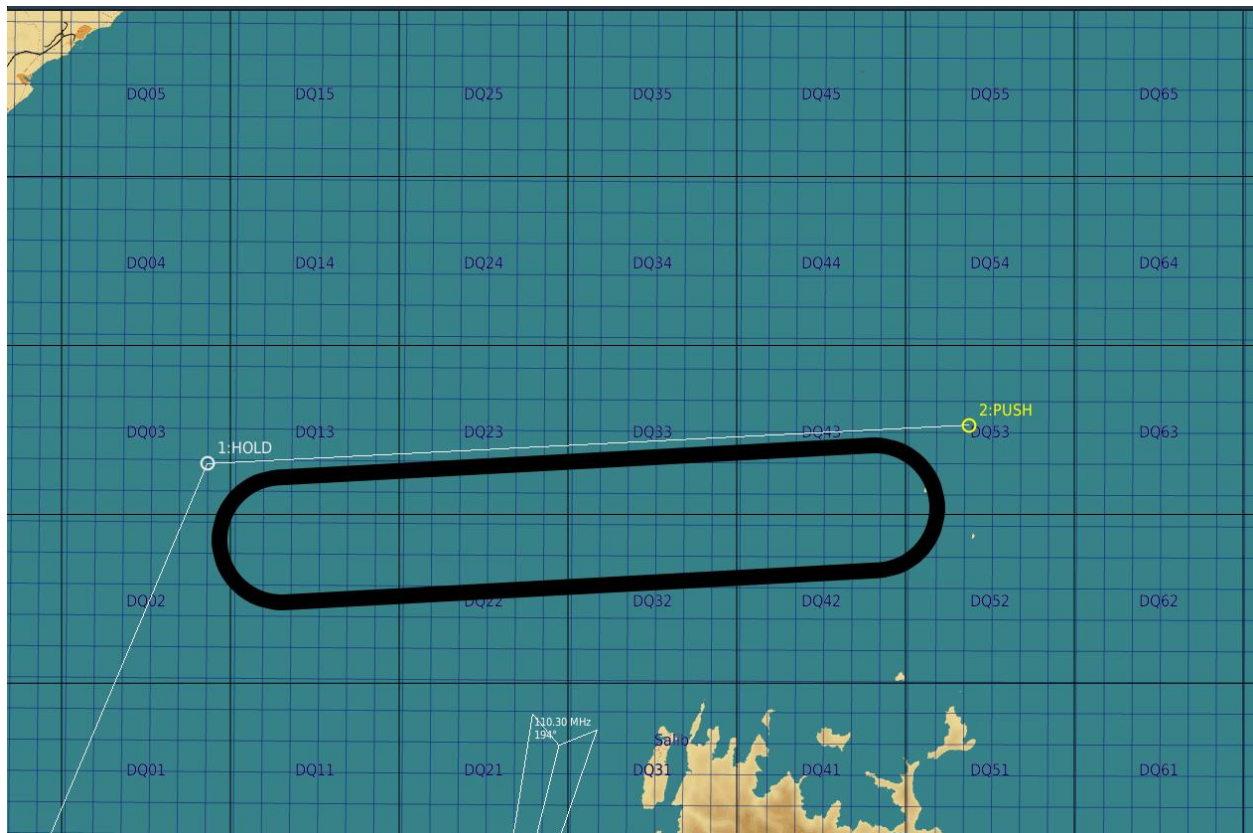 DQ05 DQ15 DQ25 DQ35 DQ45 DQ55 DQ65
DQ04 DQ14 DQ24 DQ34 DQ44 DQ54 DQ64
2:PUSH
DQ03 DQ13 DQ23 DQ33 DQ43 DQ53 DQ63
1:HOLD
DQ02 DQ22 DQ32 DQ42 DQ52 DQ62
110.30 MHz
194°
Salib
DQ01 DQ11 DQ21 DQ31 DQ41 DQ51 DQ61